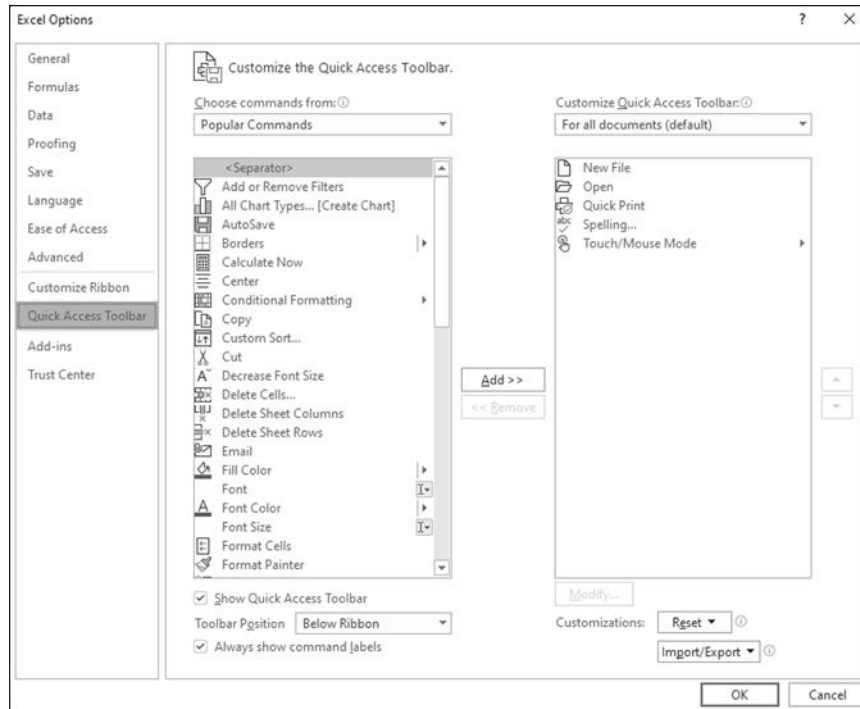 Excel Options ? ×
General
Formulas
Data
Proofing
Save
Language
Ease of Access
Advanced
Customize Ribbon
Quick Access Toolbar
Add-ins
Trust Center
Customize the Quick Access Toolbar.
Choose commands from:
Popular Commands
<Separator>
Add or Remove Filters
All Chart Types... [Create Chart]
AutoSave
Borders
Calculate Now
Center
Conditional Formatting
Copy
Custom Sort...
Cut
Decrease Font Size
Delete Cells...
Delete Sheet Columns
Delete Sheet Rows
Email
Fill Color
Font
Font Color
Font Size
Format Cells
Format Painter
Show Quick Access Toolbar
Toolbar Position Below Ribbon
Always show command labels
Add >>
<< Remove
Customize Quick Access Toolbar:
For all documents (default)
New File
Open
Quick Print
Spelling...
Touch/Mouse Mode
Modify...
Customizations: Reset
Import/Export
OK Cancel